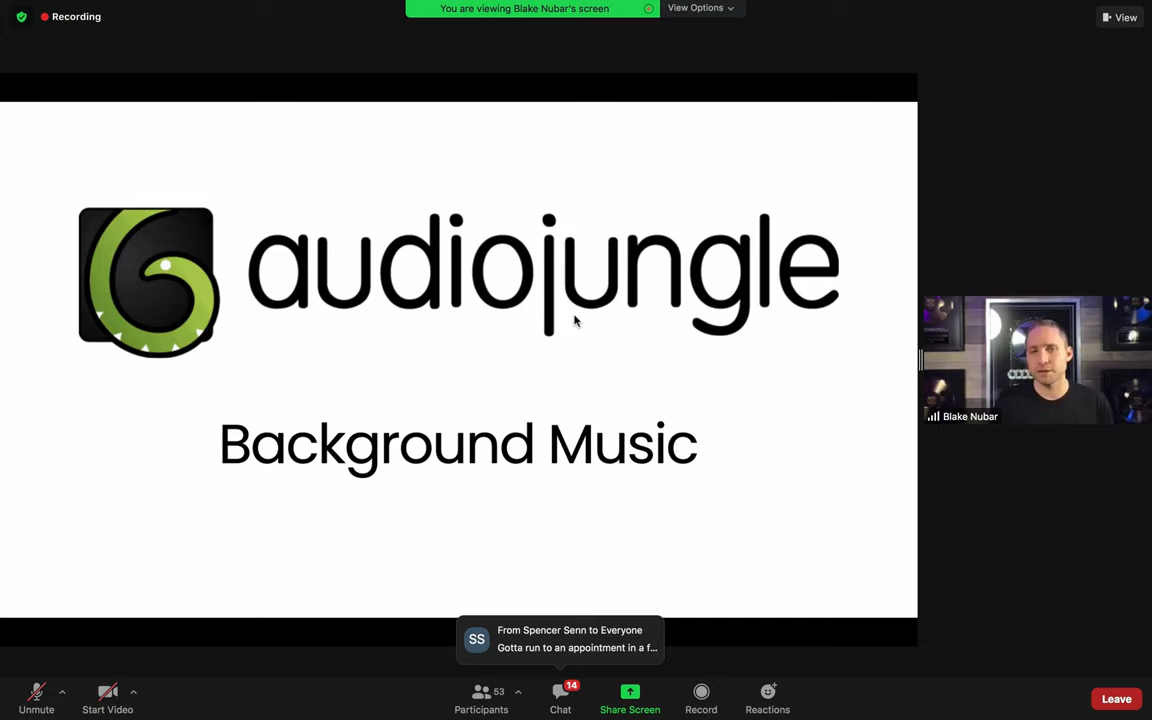 Recording
You are viewing Blake Nubar's screen
View Options
View
audiojungle
Background Music
Blake Nubar
SS
From Spencer Senn to Everyone
Gotta run to an appointment in a f...
Unmute
Start Video
53
Participants
14
Chat
Share Screen
Record
Reactions
Leave